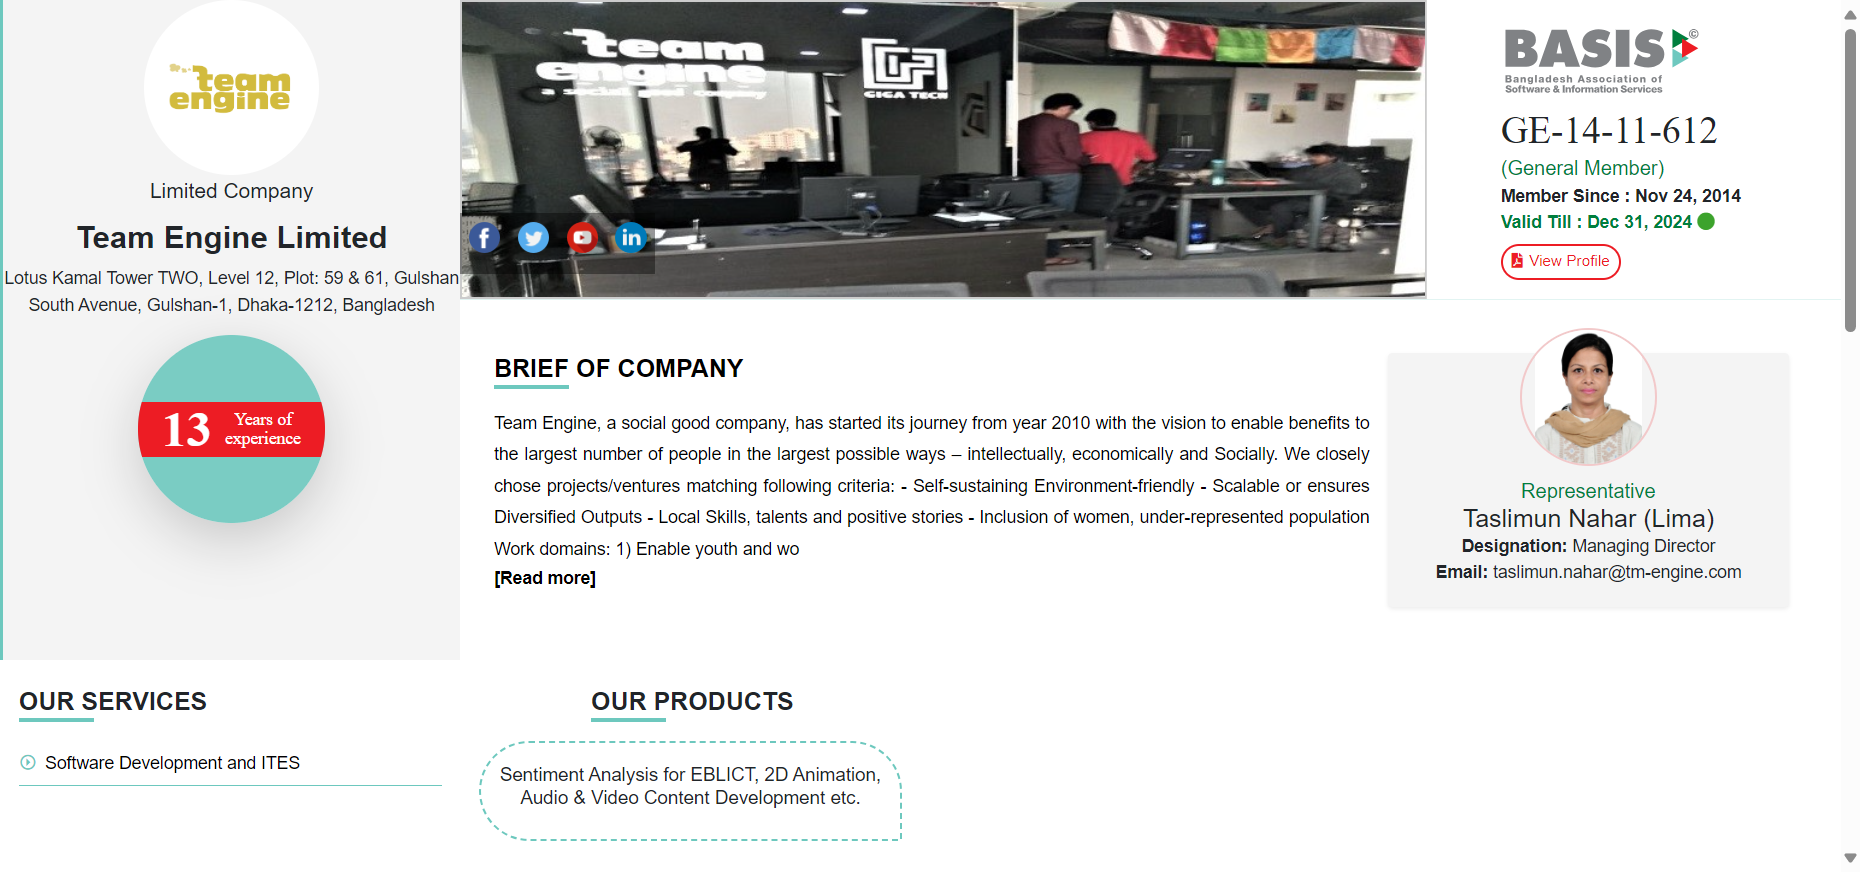 team
engine
Limited Company
Team Engine Limited
Lotus Kamal Tower TWO, Level 12, Plot: 59 & 61, Gulshan
South Avenue, Gulshan-1, Dhaka-1212, Bangladesh
13 Years of
experience
team
engine
a social good company
GIGA TECH
BASIS ©
Bangladesh Association of
Software & Information Services
GE-14-11-612
(General Member)
Member Since : Nov 24, 2014
Valid Till : Dec 31, 2024
View Profile
BRIEF OF COMPANY
Team Engine, a social good company, has started its journey from year 2010 with the vision to enable benefits to
the largest number of people in the largest possible ways – intellectually, economically and Socially. We closely
chose projects/ventures matching following criteria: - Self-sustaining Environment-friendly - Scalable or ensures
Diversified Outputs - Local Skills, talents and positive stories - Inclusion of women, under-represented population
Work domains: 1) Enable youth and wo
[Read more]
Representative
Taslimun Nahar (Lima)
Designation: Managing Director
Email: taslimun.nahar@tm-engine.com
OUR SERVICES
Software Development and ITES
OUR PRODUCTS
Sentiment Analysis for EBLICT, 2D Animation,
Audio & Video Content Development etc.